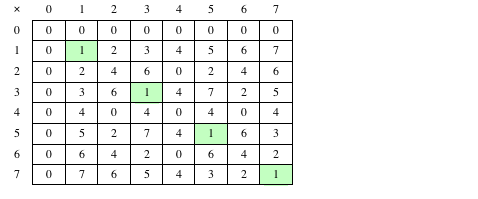 × 0 1 2 3 4 5 6 7
0 0 0 0 0 0 0 0 0
1 0 1 2 3 4 5 6 7
2 0 2 4 6 0 2 4 6
3 0 3 6 1 4 7 2 5
4 0 4 0 4 0 4 0 4
5 0 5 2 7 4 1 6 3
6 0 6 4 2 0 6 4 2
7 0 7 6 5 4 3 2 1